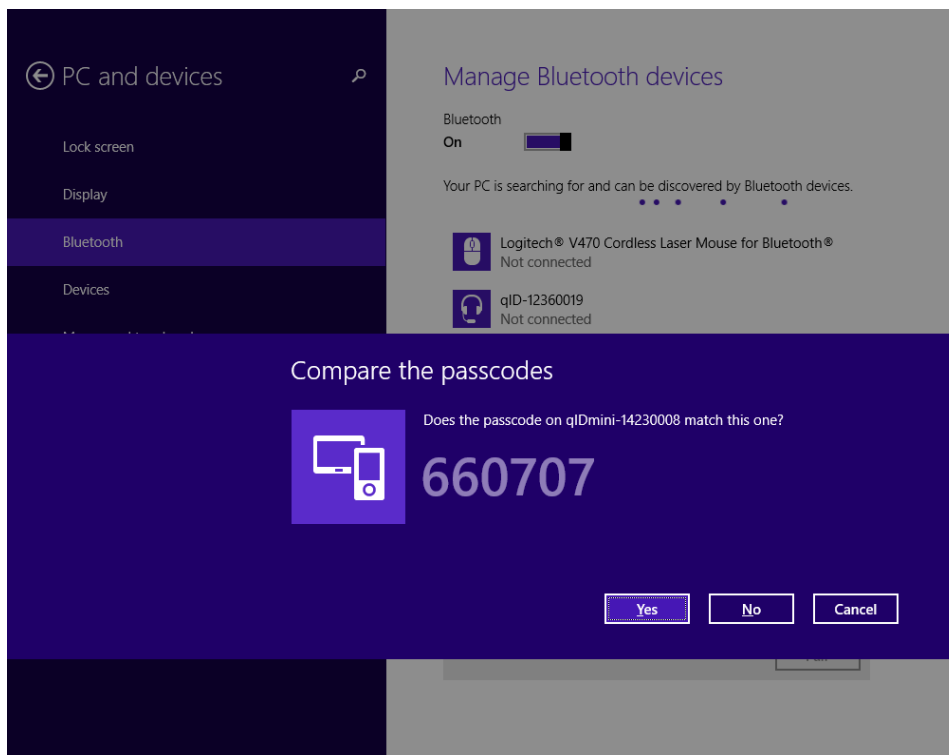 PC and devices
Lock screen
Display
Bluetooth
Devices
Manage Bluetooth devices
Bluetooth
On
Your PC is searching for and can be discovered by Bluetooth devices.
Logitech® V470 Cordless Laser Mouse for Bluetooth®
Not connected
qID-12360019
Not connected
Compare the passcodes
Does the passcode on qIDmini-14230008 match this one?
660707
Yes
No
Cancel